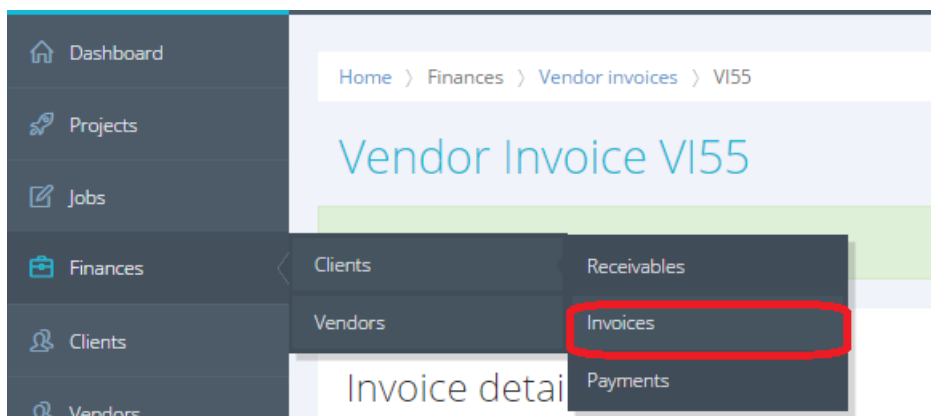 Dashboard
Projects
Jobs
Finances
Clients
Vendors
Home > Finances > Vendor invoices > VI55
Vendor Invoice VI55
Clients
Vendors
Receivables
Invoices
Payments
Invoice detai